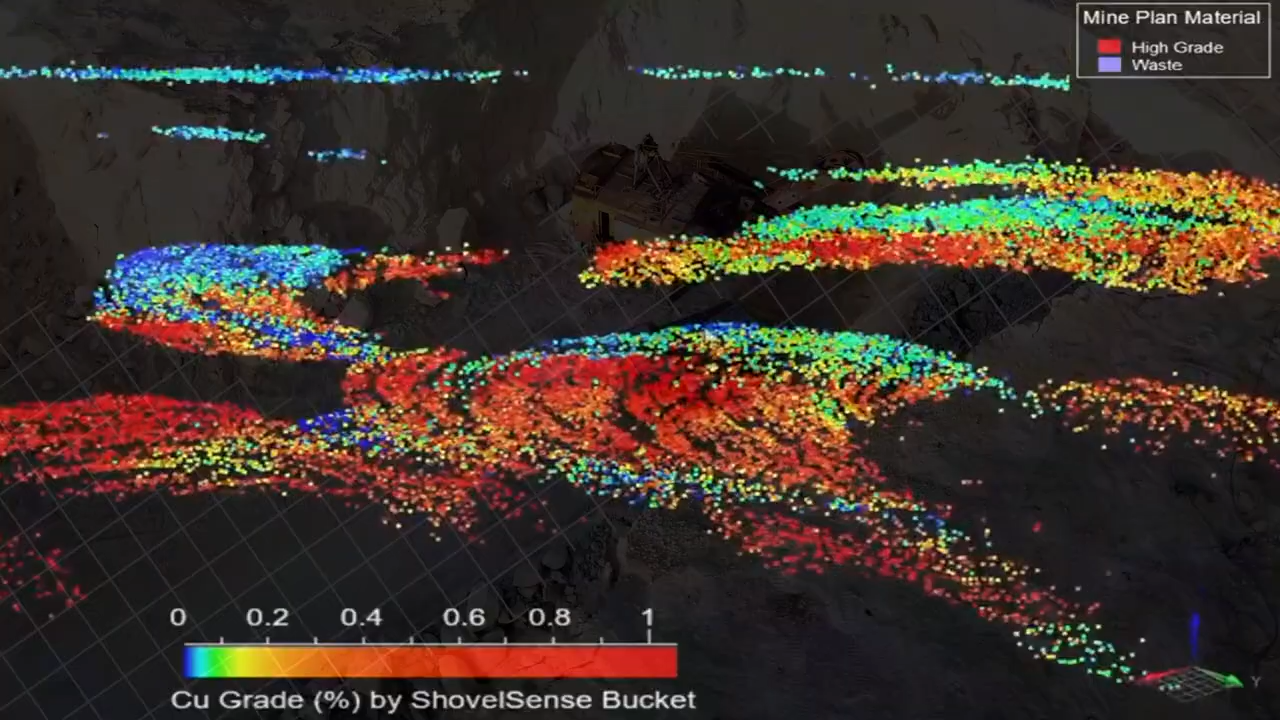 Mine Plan Material
High Grade
Waste
0 0.2 0.4 0.6 0.8 1
Cu Grade (%) by ShovelSense Bucket
Y